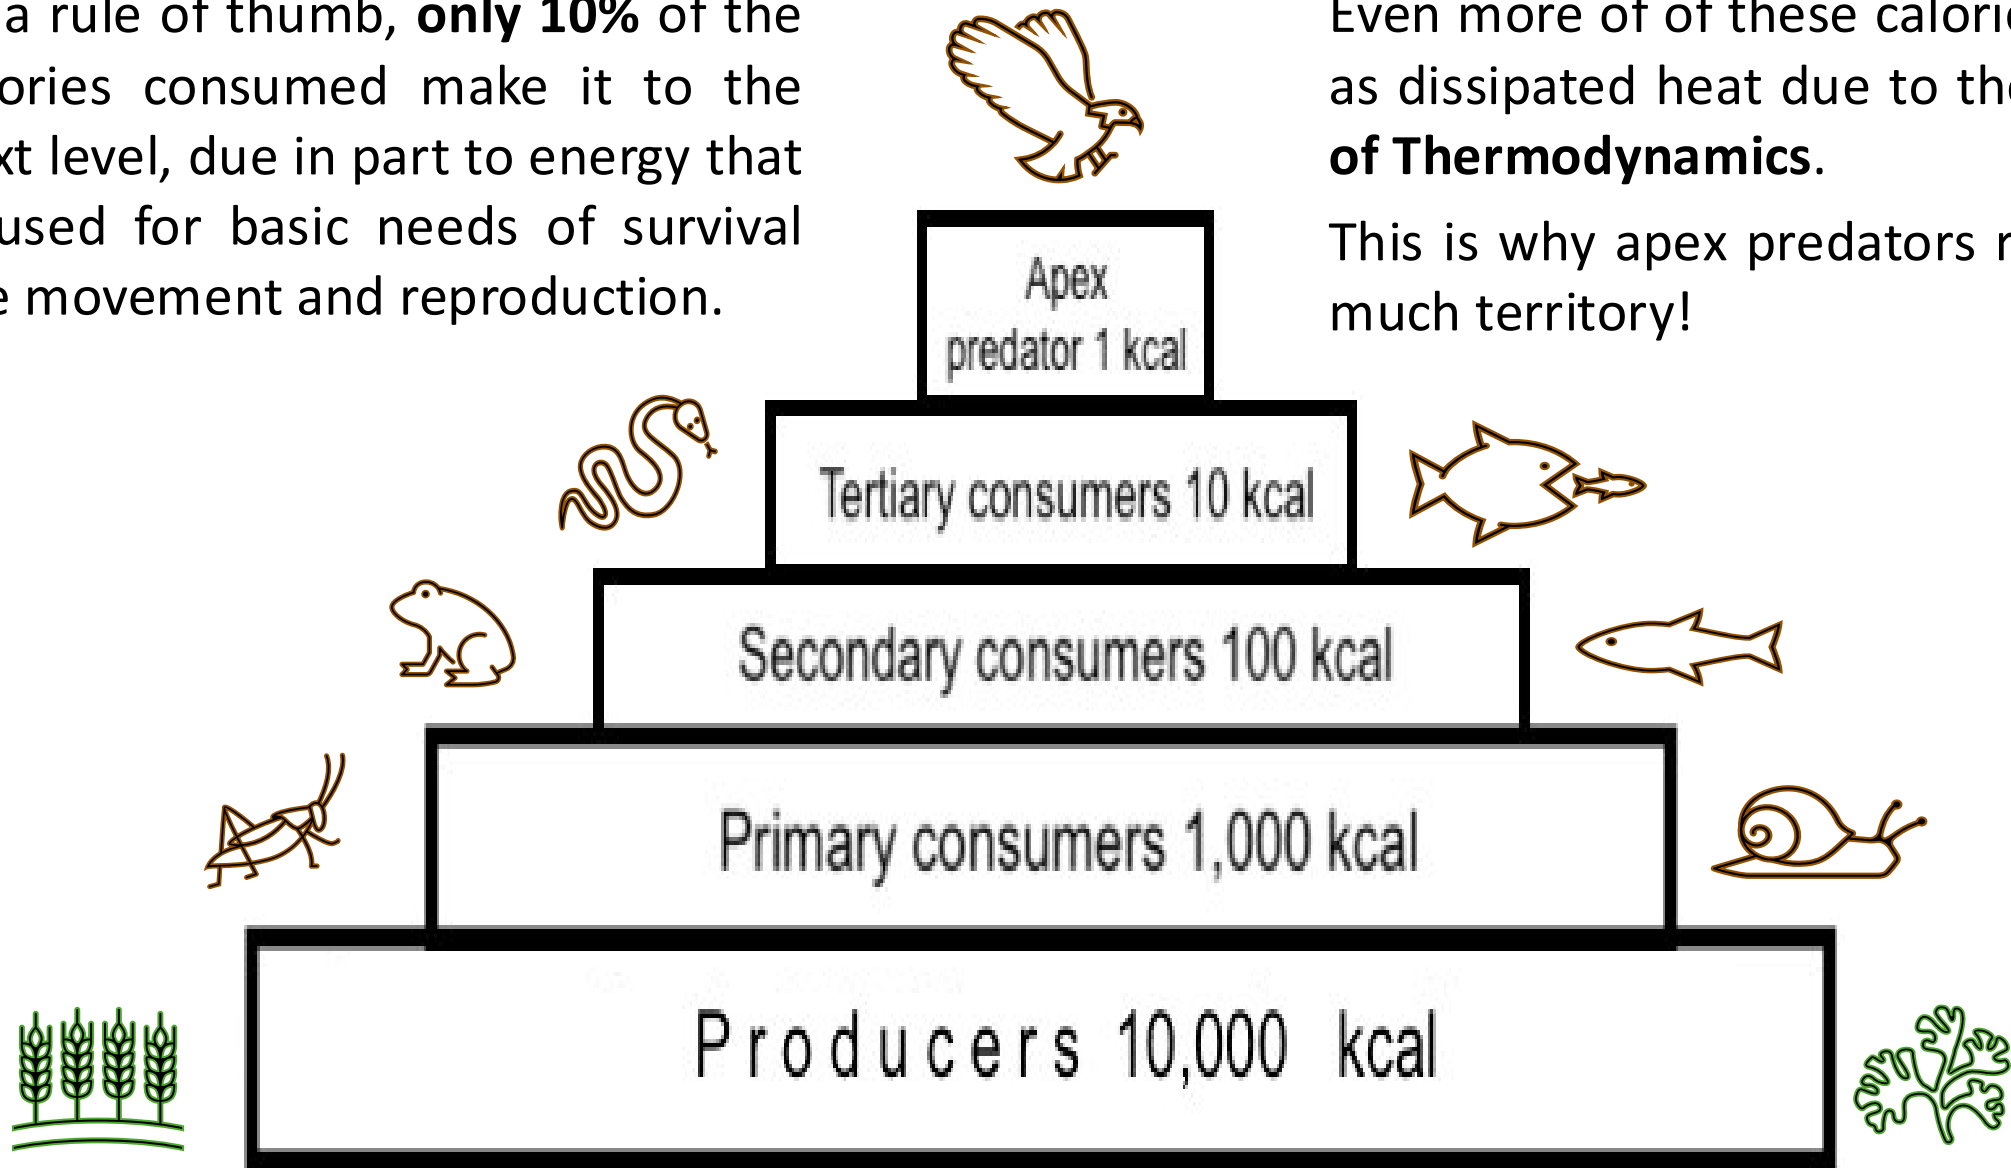 a rule of thumb, only 10% of the
ories consumed make it to the
xt level, due in part to energy that
used for basic needs of survival
e movement and reproduction.
Even more of of these calorie
as dissipated heat due to the
of Thermodynamics.
This is why apex predators r
much territory!
Apex
predator 1 kcal
Tertiary consumers 10 kcal
Secondary consumers 100 kcal
Primary consumers 1,000 kcal
Producers 10,000 kcal